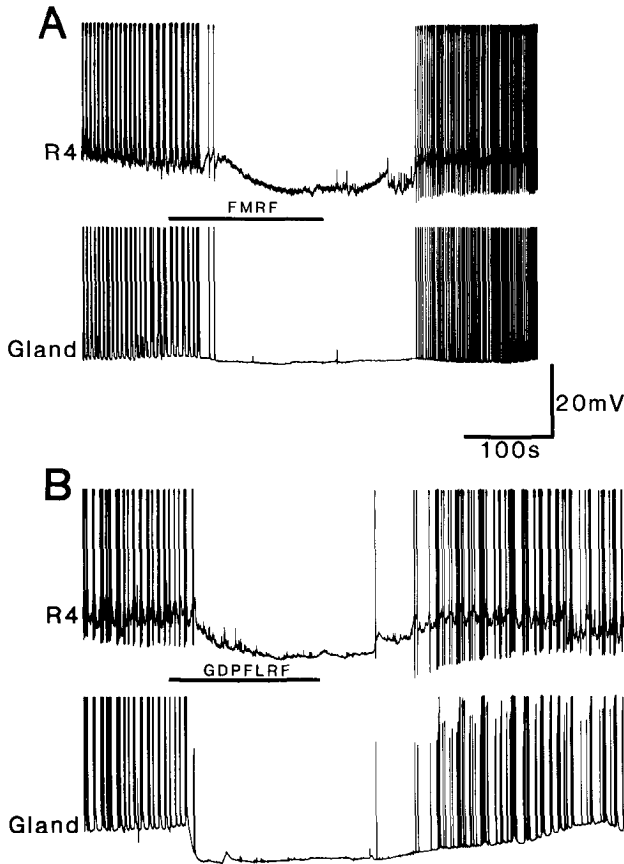 A
R4
FMRF
Gland
20mV
100s
B
R4
GDPFLRF
Gland